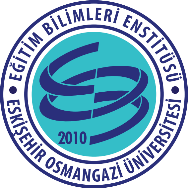 EĞİTİM BİLİMLERİ ENSTİTÜSÜ
2010
ESKİŞEHİR OSMANGAZİ ÜNİVERSİTESİ